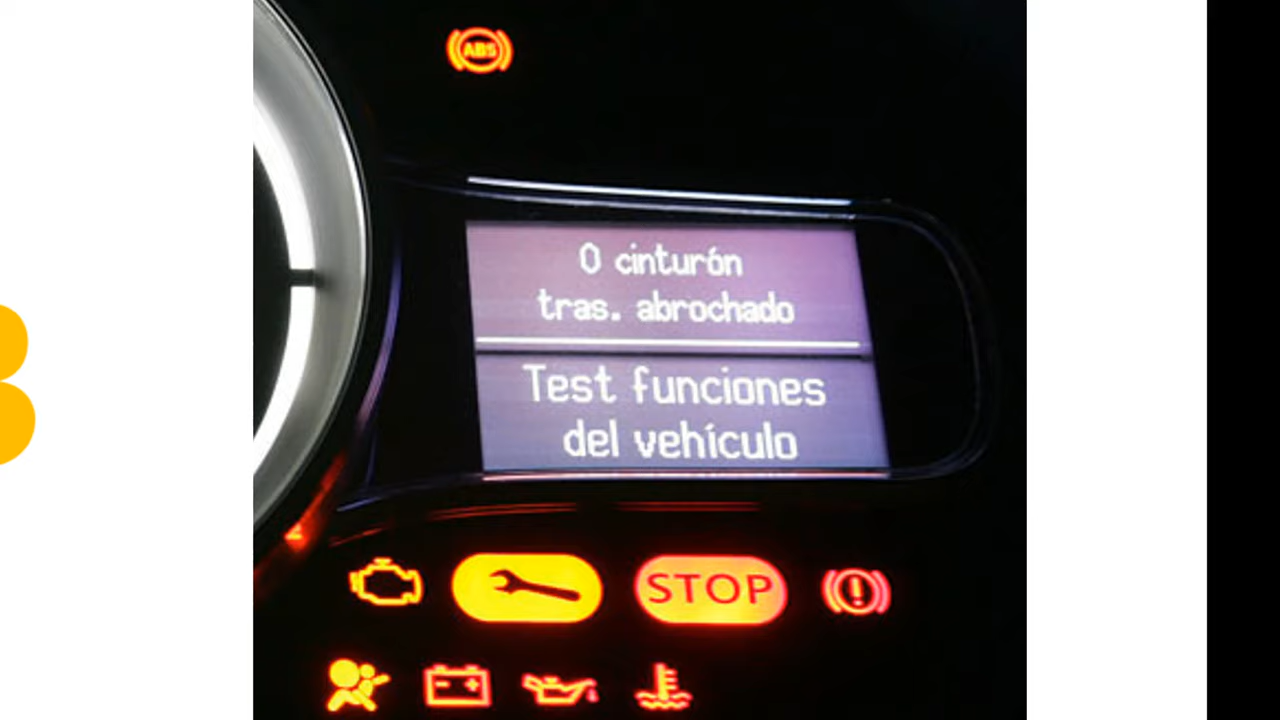 ABS
0 cinturón
tras. abrochado
Test funciones
del vehículo
STOP